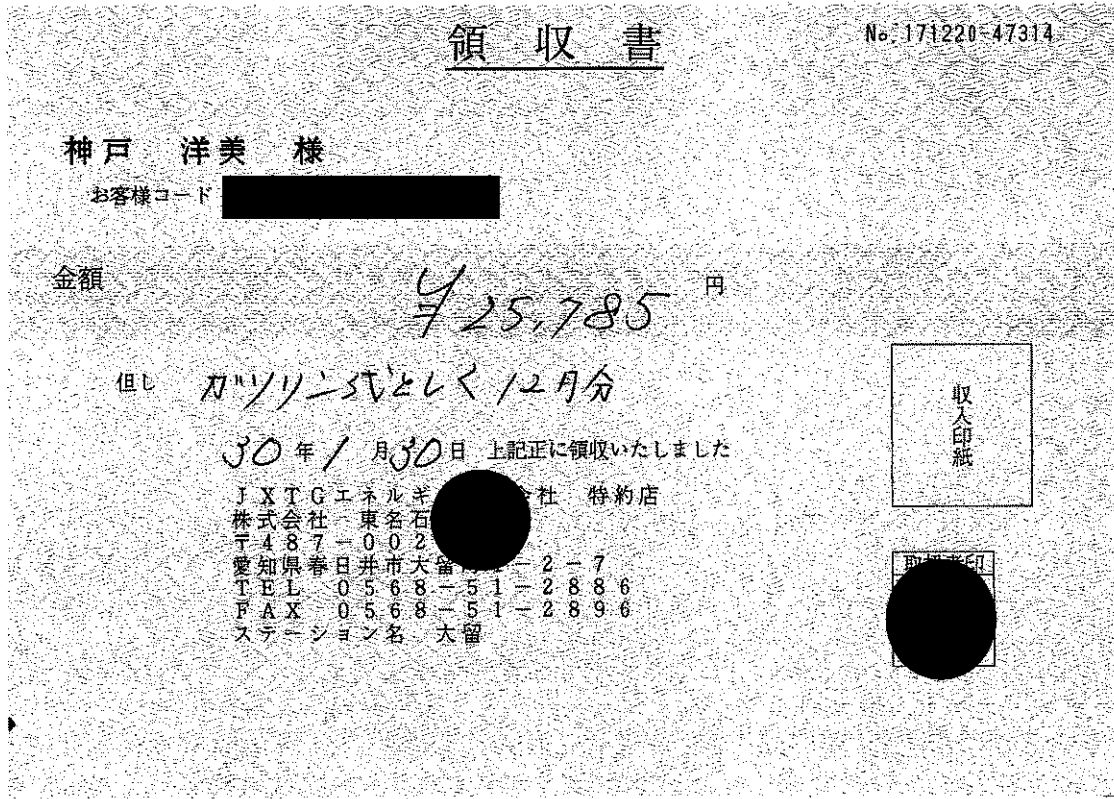 領収書
No. 171220-47314
神戸 洋美 様
お客様コード
金額
¥25,785 円
但し ガソリン代として 12月分
30年1月30日 上記正に領収いたしました
収入印紙
JXTGエネルギ 会社 特約店
株式会社 東名石
〒487-002
愛知県春日井市大留 -2-7
TEL 0568-51-2886
FAX 0568-51-2896
ステーション名 大留